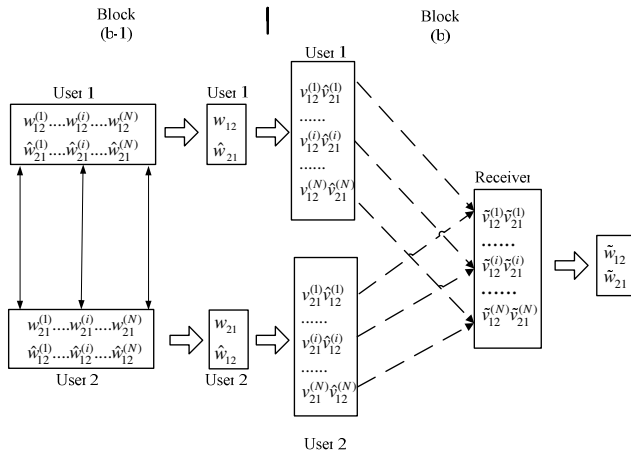 Block
(b-1)
Block
(b)
User 1
w_{12}^{(1)}....w_{12}^{(i)}....w_{12}^{(N)}
ŵ_{21}^{(1)}....ŵ_{21}^{(i)}....ŵ_{21}^{(N)}
User 1
w_{12}
ŵ_{21}
User 1
v_{12}^{(1)}v̂_{21}^{(1)}
......
v_{12}^{(i)}v̂_{21}^{(i)}
......
v_{12}^{(N)}v̂_{21}^{(N)}
w_{21}^{(1)}....w_{21}^{(i)}....w_{21}^{(N)}
ŵ_{12}^{(1)}....ŵ_{12}^{(i)}....ŵ_{12}^{(N)}
User 2
w_{21}
ŵ_{12}
User 2
v_{21}^{(1)}v̂_{12}^{(1)}
......
v_{21}^{(i)}v̂_{12}^{(i)}
......
v_{21}^{(N)}v̂_{12}^{(N)}
User 2
Receiver
ṽ_{12}^{(1)}ṽ_{21}^{(1)}
......
ṽ_{12}^{(i)}ṽ_{21}^{(i)}
......
ṽ_{12}^{(N)}ṽ_{21}^{(N)}
w̃_{12}
w̃_{21}